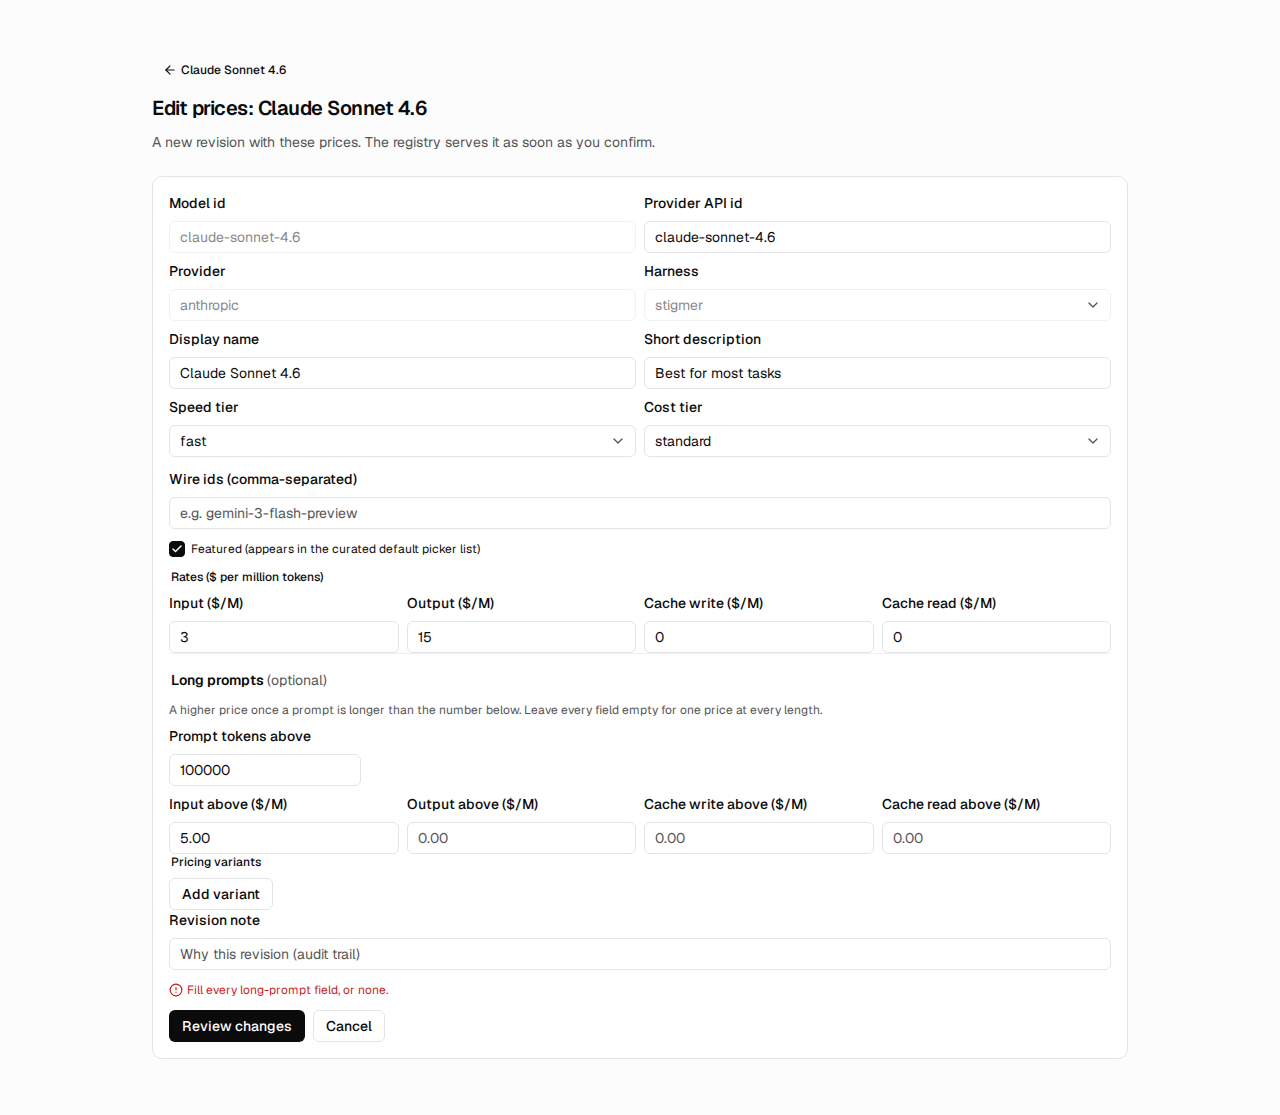 Claude Sonnet 4.6
Edit prices: Claude Sonnet 4.6
A new revision with these prices. The registry serves it as soon as you confirm.
Model id
Provider API id
claude-sonnet-4.6
claude-sonnet-4.6
Provider
Harness
anthropic
stigmer
Display name
Short description
Claude Sonnet 4.6
Best for most tasks
Speed tier
Cost tier
fast
standard
Wire ids (comma-separated)
e.g. gemini-3-flash-preview
Featured (appears in the curated default picker list)
Rates ($ per million tokens)
Input ($/M)
Output ($/M)
Cache write ($/M)
Cache read ($/M)
3
15
0
0
Long prompts (optional)
A higher price once a prompt is longer than the number below. Leave every field empty for one price at every length.
Prompt tokens above
100000
Input above ($/M)
Output above ($/M)
Cache write above ($/M)
Cache read above ($/M)
5.00
0.00
0.00
0.00
Pricing variants
Add variant
Revision note
Why this revision (audit trail)
Fill every long-prompt field, or none.
Review changes
Cancel